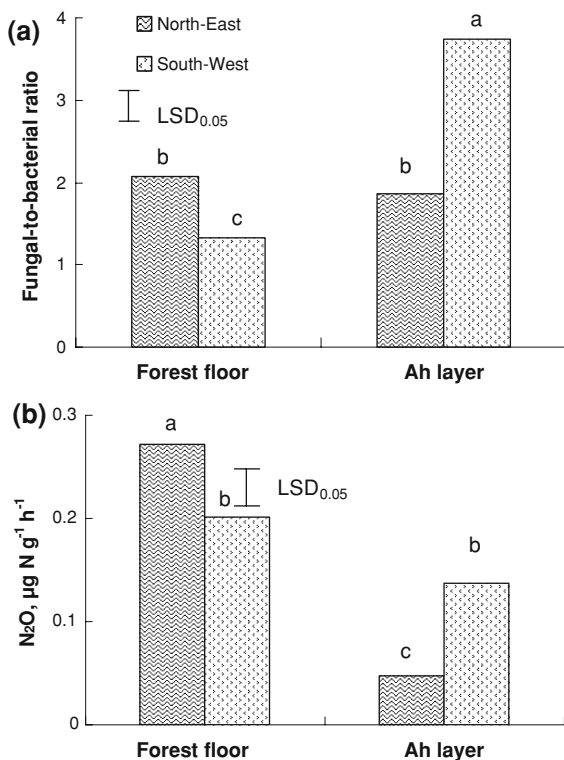 (a)
North-East
South-West
LSD0.05
Fungal-to-bacterial ratio
4
3
2
1
0
b
c
b
a
Forest floor
Ah layer
(b)
N2O, µg N g-1 h-1
0.3
0.2
0.1
0
a
b
LSD0.05
c
b
Forest floor
Ah layer